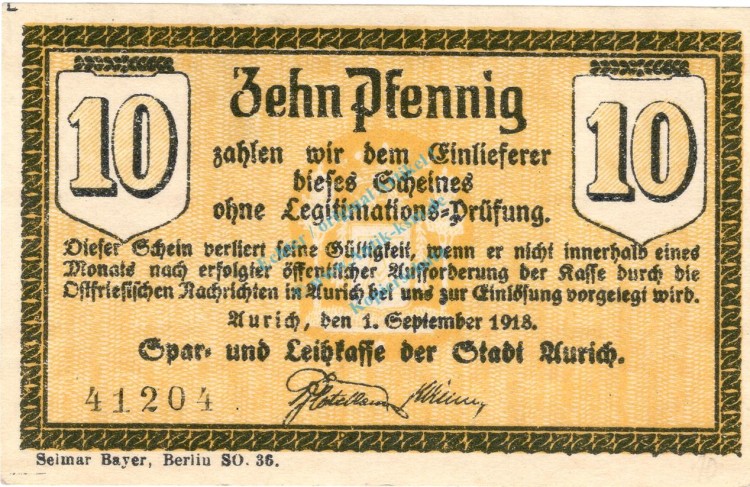 10
Zehn Pfennig
10
zahlen wir dem Einlieferer
dieses Scheines
ohne Legitimations-Prüfung.
Dieser Schein verliert seine Gültigkeit, wenn er nicht innerhalb eines
Monats nach erfolgter öffentlicher Aufforderung der Kasse durch die
Ostfriesischen Nachrichten in Aurich bei uns zur Einlösung vorgelegt wird.
Aurich, den 1. September 1918.
Spar- und Leihkasse der Stadt Aurich.
41204
Selmar Bayer, Berlin SO. 36.